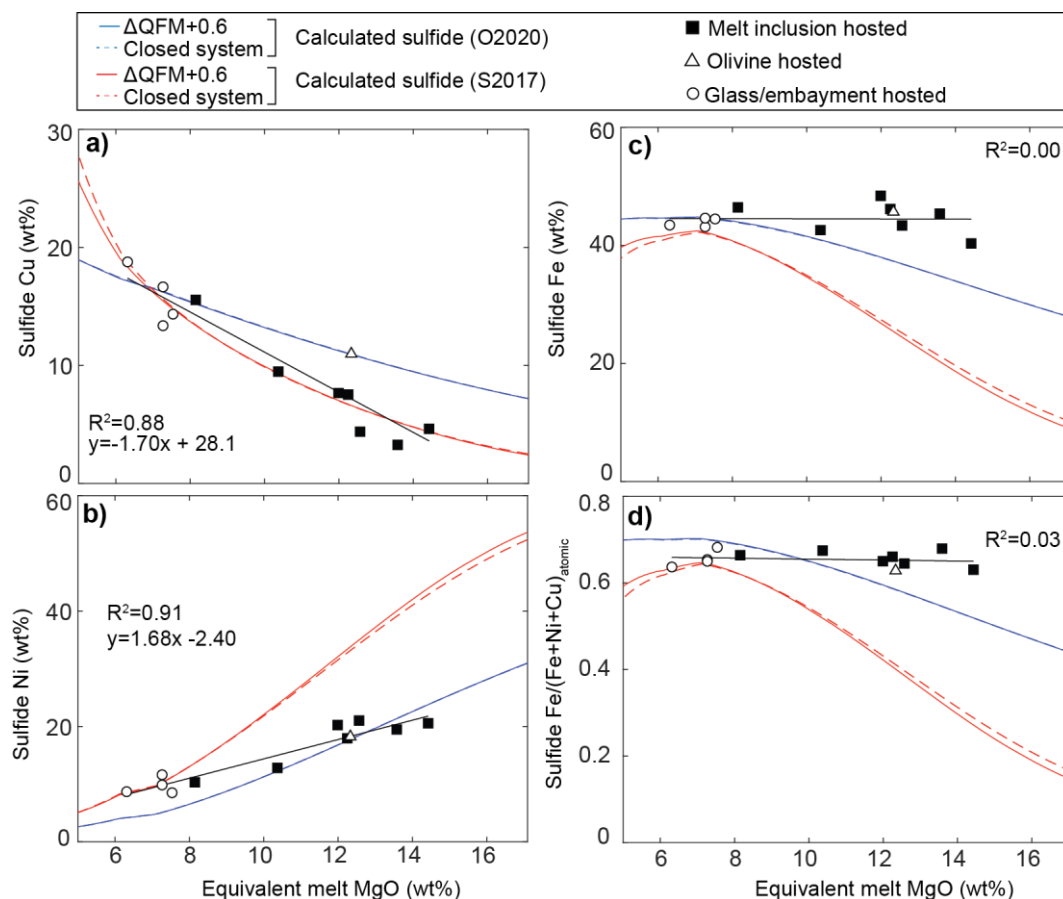 ΔQFM+0.6
Closed system
Calculated sulfide (O2020)
ΔQFM+0.6
Closed system
Calculated sulfide (S2017)
Melt inclusion hosted
Olivine hosted
Glass/embayment hosted
a)
30
20
10
0
Sulfide Cu (wt%)
R²=0.88
y=-1.70x + 28.1
b)
60
40
20
0
Sulfide Ni (wt%)
R²=0.91
y=1.68x -2.40
6 8 10 12 14 16
Equivalent melt MgO (wt%)
c)
60
40
20
0
Sulfide Fe (wt%)
R²=0.00
d)
0.8
0.6
0.4
0.2
0
Sulfide Fe/(Fe+Ni+Cu)atomic
R²=0.03
6 8 10 12 14 16
Equivalent melt MgO (wt%)